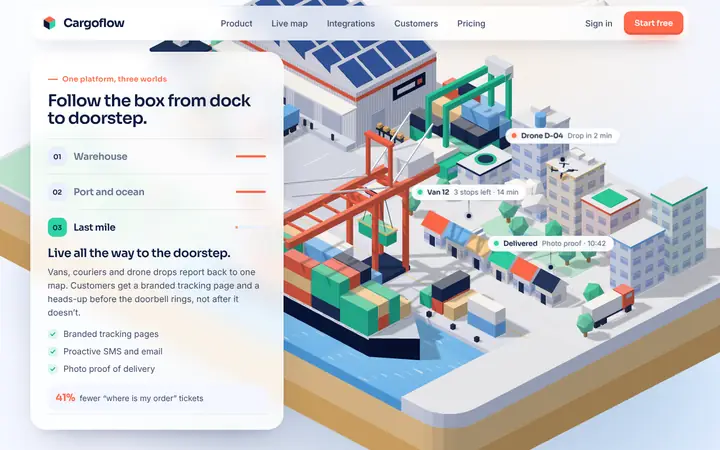 Cargoflow
Product
Live map
Integrations
Customers
Pricing
Sign in
Start free
One platform, three worlds
Follow the box from dock
to doorstep.
01 Warehouse
02 Port and ocean
03 Last mile
Live all the way to the doorstep.
Vans, couriers and drone drops report back to one
map. Customers get a branded tracking page and a
heads-up before the doorbell rings, not after it
doesn't.
Branded tracking pages
Proactive SMS and email
Photo proof of delivery
41% fewer “where is my order” tickets
Drone D-04 Drop in 2 min
Van 12 3 stops left · 14 min
Delivered Photo proof · 10:42